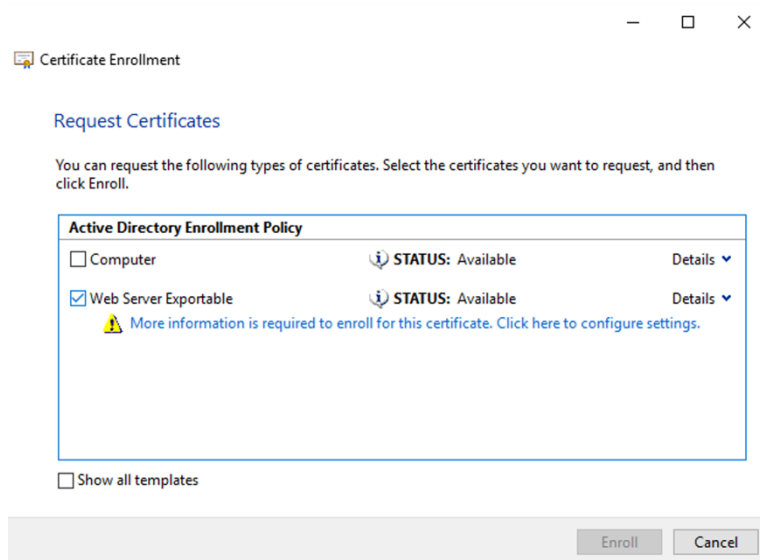 Certificate Enrollment
Request Certificates
You can request the following types of certificates. Select the certificates you want to request, and then
click Enroll.
Active Directory Enrollment Policy
Computer STATUS: Available Details
Web Server Exportable STATUS: Available Details
More information is required to enroll for this certificate. Click here to configure settings.
Show all templates
Enroll Cancel